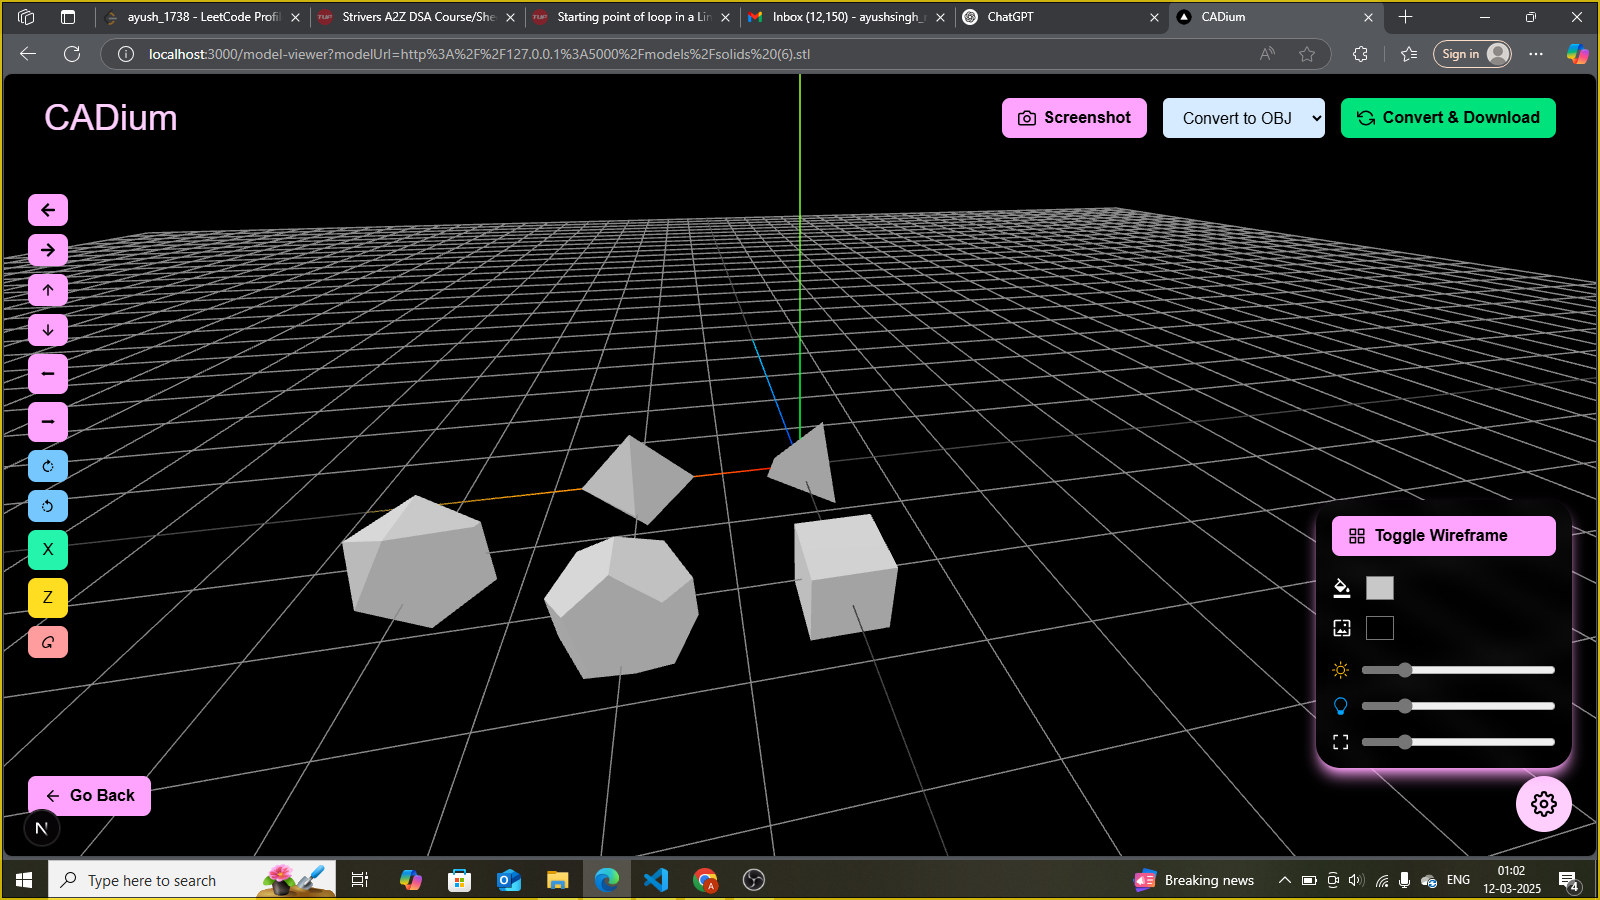 ayush_1738 - LeetCode Profil
Strivers A2Z DSA Course/She
Starting point of loop in a Lin
Inbox (12,150) - ayushsingh_
ChatGPT
CADium
localhost:3000/model-viewer?modelUrl=http%3A%2F%2F127.0.0.1%3A5000%2Fmodels%2Fsolids%20(6).stl
Sign in
CADium
Screenshot
Convert to OBJ
Convert & Download
X
Z
Toggle Wireframe
Go Back
N
Type here to search
Breaking news
ENG
01:02
12-03-2025
4